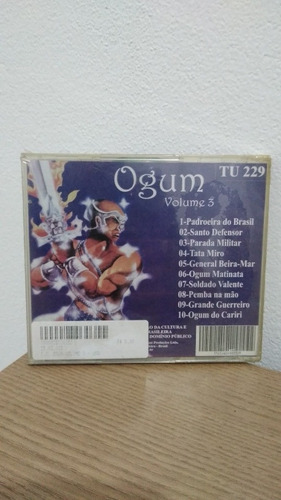 Ogum
TU 229
Volume 3
1-Padroeira do Brasil
02-Santo Defensor
03-Parada Militar
04-Tata Miro
05-General Beira-Mar
06-Ogum Matinata
07-Soldado Valente
08-Pemba na mão
09-Grande Guerreiro
10-Ogum do Cariri
DA CULTURA E
DOMÍNIO PÚBLICO